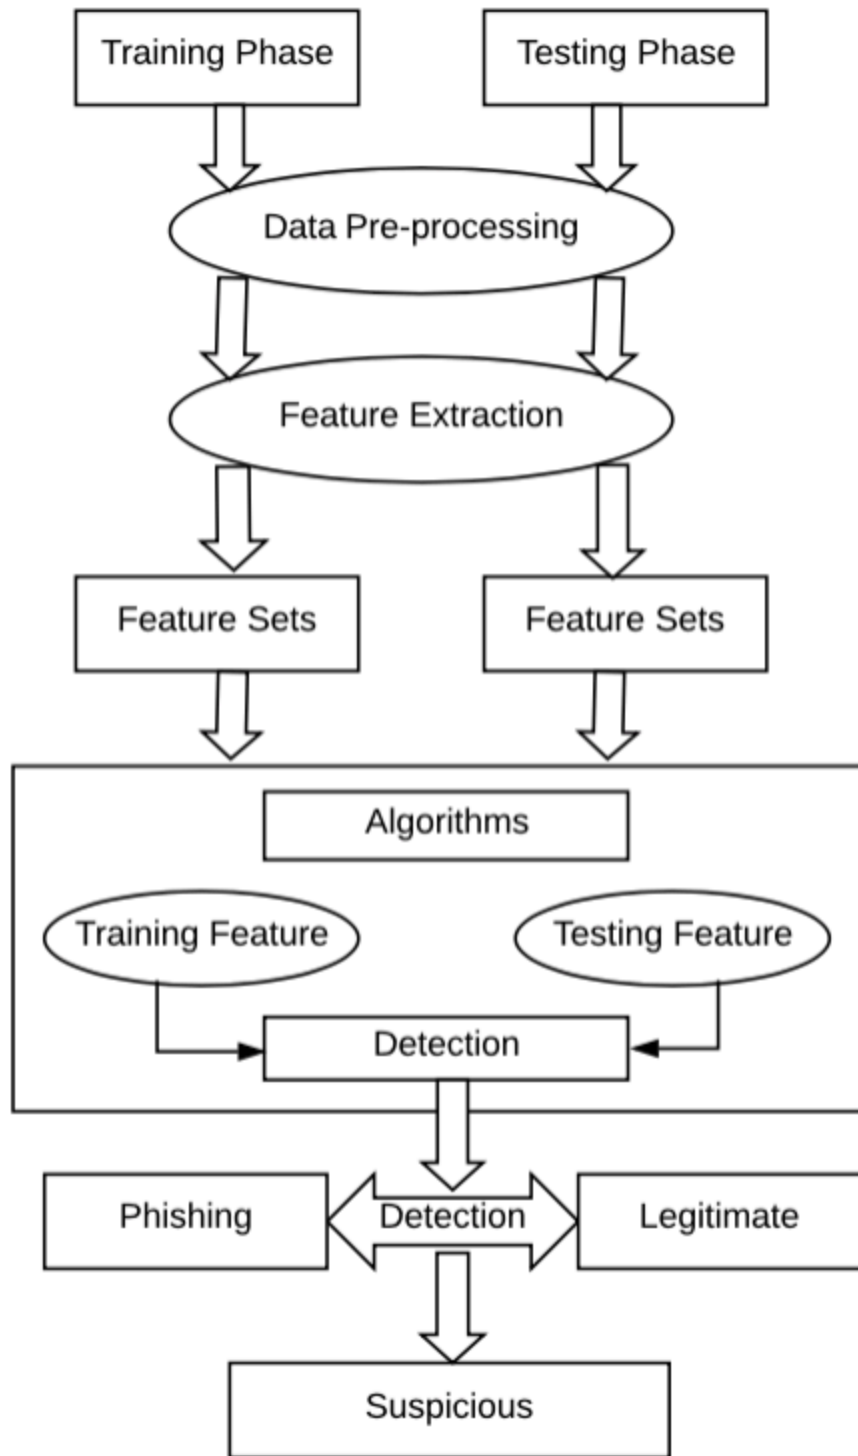 Training Phase
Testing Phase
Data Pre-processing
Feature Extraction
Feature Sets
Feature Sets
Algorithms
Training Feature
Testing Feature
Detection
Phishing
Detection
Legitimate
Suspicious